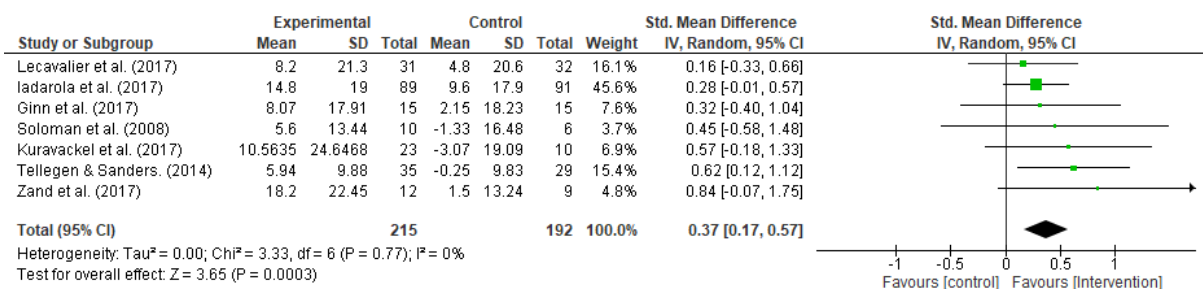 Experimental Control Std. Mean Difference Std. Mean Difference
Study or Subgroup Mean SD Total Mean SD Total Weight IV, Random, 95% CI IV, Random, 95% CI
Lecavalier et al. (2017) 8.2 21.3 31 4.8 20.6 32 16.1% 0.16 [-0.33, 0.66]
Iadarola et al. (2017) 14.8 19 89 9.6 17.9 91 45.6% 0.28 [-0.01, 0.57]
Ginn et al. (2017) 8.07 17.91 15 2.15 18.23 15 7.6% 0.32 [-0.40, 1.04]
Soloman et al. (2008) 5.6 13.44 10 -1.33 16.48 6 3.7% 0.45 [-0.58, 1.48]
Kuravackel et al. (2017) 10.5635 24.6468 23 -3.07 19.09 10 6.9% 0.57 [-0.18, 1.33]
Tellegen & Sanders. (2014) 5.94 9.88 35 -0.25 9.83 29 15.4% 0.62 [0.12, 1.12]
Zand et al. (2017) 18.2 22.45 12 1.5 13.24 9 4.8% 0.84 [-0.07, 1.75]
Total (95% CI) 215 192 100.0% 0.37 [0.17, 0.57]
Heterogeneity: Tau² = 0.00; Chi² = 3.33, df = 6 (P = 0.77); I² = 0%
Test for overall effect: Z = 3.65 (P = 0.0003)
-1 -0.5 0 0.5 1
Favours [control] Favours [Intervention]